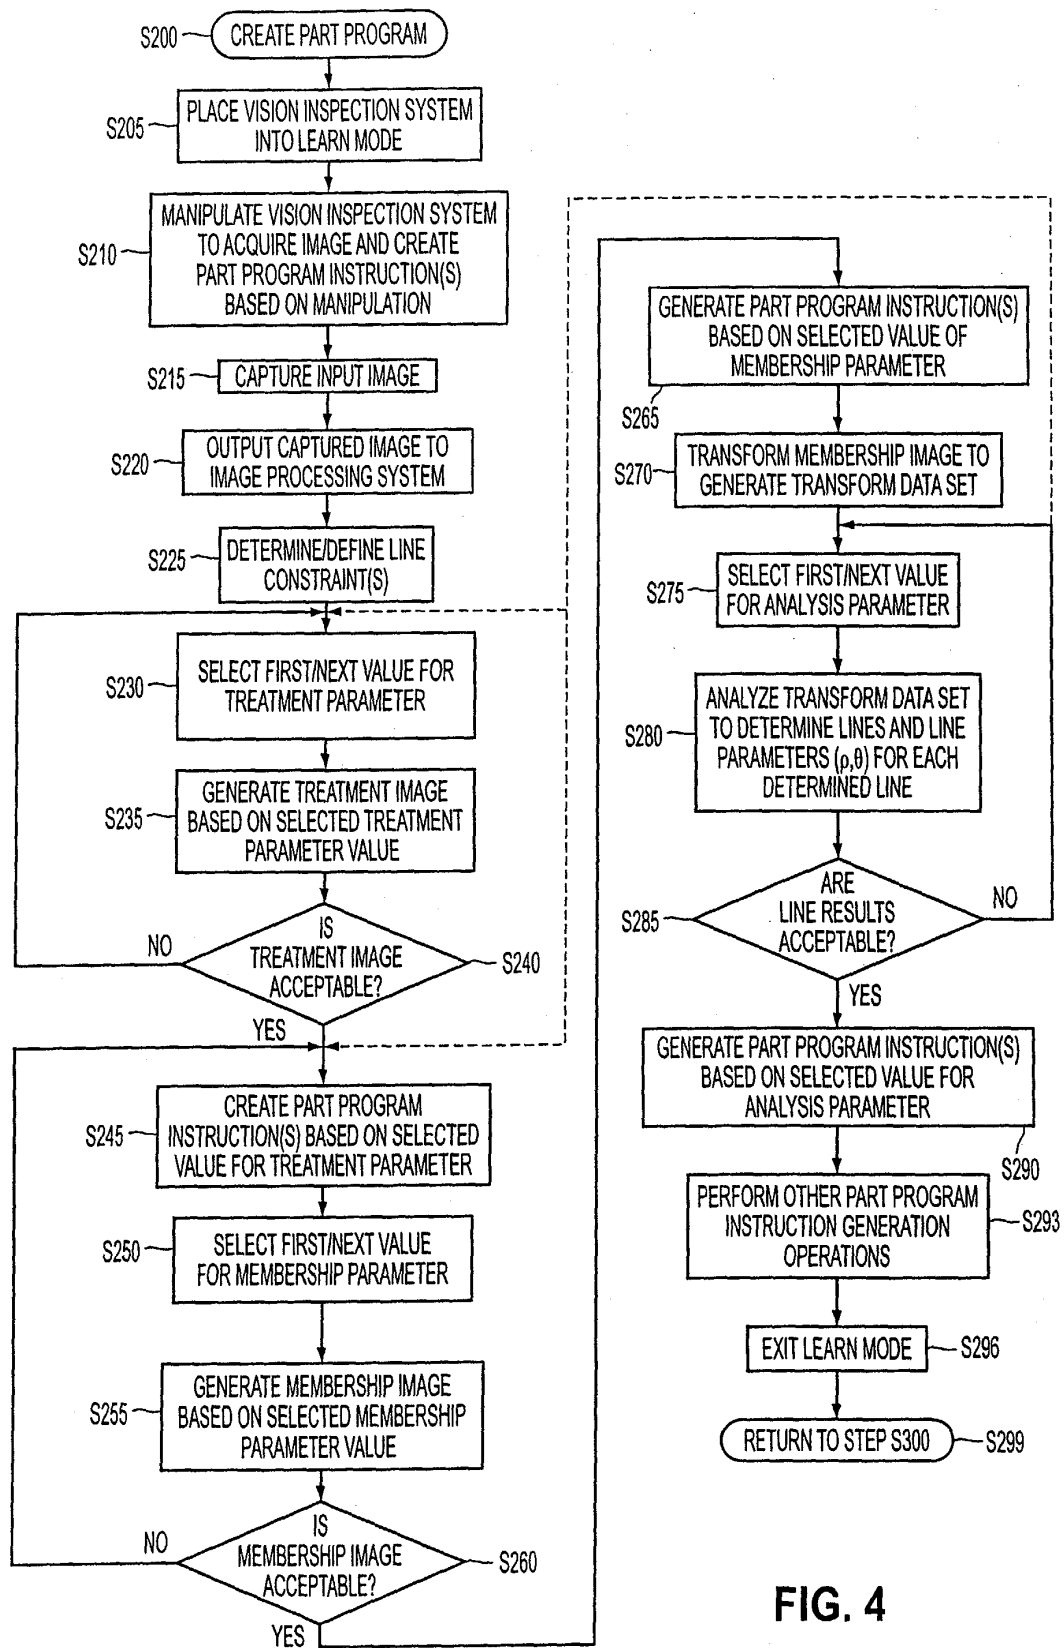 S200
CREATE PART PROGRAM
S205
PLACE VISION INSPECTION SYSTEM
INTO LEARN MODE
S210
MANIPULATE VISION INSPECTION SYSTEM
TO ACQUIRE IMAGE AND CREATE
PART PROGRAM INSTRUCTION(S)
BASED ON MANIPULATION
S215
CAPTURE INPUT IMAGE
S220
OUTPUT CAPTURED IMAGE TO
IMAGE PROCESSING SYSTEM
S225
DETERMINE/DEFINE LINE
CONSTRAINT(S)
S230
SELECT FIRST/NEXT VALUE FOR
TREATMENT PARAMETER
S235
GENERATE TREATMENT IMAGE
BASED ON SELECTED TREATMENT
PARAMETER VALUE
NO
IS
TREATMENT IMAGE
ACCEPTABLE?
S240
YES
S245
CREATE PART PROGRAM
INSTRUCTION(S) BASED ON SELECTED
VALUE FOR TREATMENT PARAMETER
S250
SELECT FIRST/NEXT VALUE
FOR MEMBERSHIP PARAMETER
S255
GENERATE MEMBERSHIP IMAGE
BASED ON SELECTED MEMBERSHIP
PARAMETER VALUE
NO
IS
MEMBERSHIP IMAGE
ACCEPTABLE?
S260
YES
GENERATE PART PROGRAM INSTRUCTION(S)
BASED ON SELECTED VALUE OF
MEMBERSHIP PARAMETER
S265
S270
TRANSFORM MEMBERSHIP IMAGE TO
GENERATE TRANSFORM DATA SET
S275
SELECT FIRST/NEXT VALUE
FOR ANALYSIS PARAMETER
S280
ANALYZE TRANSFORM DATA SET
TO DETERMINE LINES AND LINE
PARAMETERS (ρ,θ) FOR EACH
DETERMINED LINE
S285
ARE
LINE RESULTS
ACCEPTABLE?
NO
YES
GENERATE PART PROGRAM INSTRUCTION(S)
BASED ON SELECTED VALUE FOR
ANALYSIS PARAMETER
S290
PERFORM OTHER PART PROGRAM
INSTRUCTION GENERATION
OPERATIONS
S293
EXIT LEARN MODE
S296
RETURN TO STEP S300
S299
FIG. 4